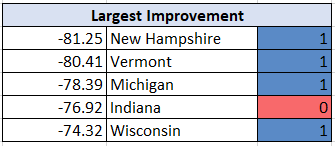 Largest Improvement
-81.25 New Hampshire 1
-80.41 Vermont 1
-78.39 Michigan 1
-76.92 Indiana 0
-74.32 Wisconsin 1